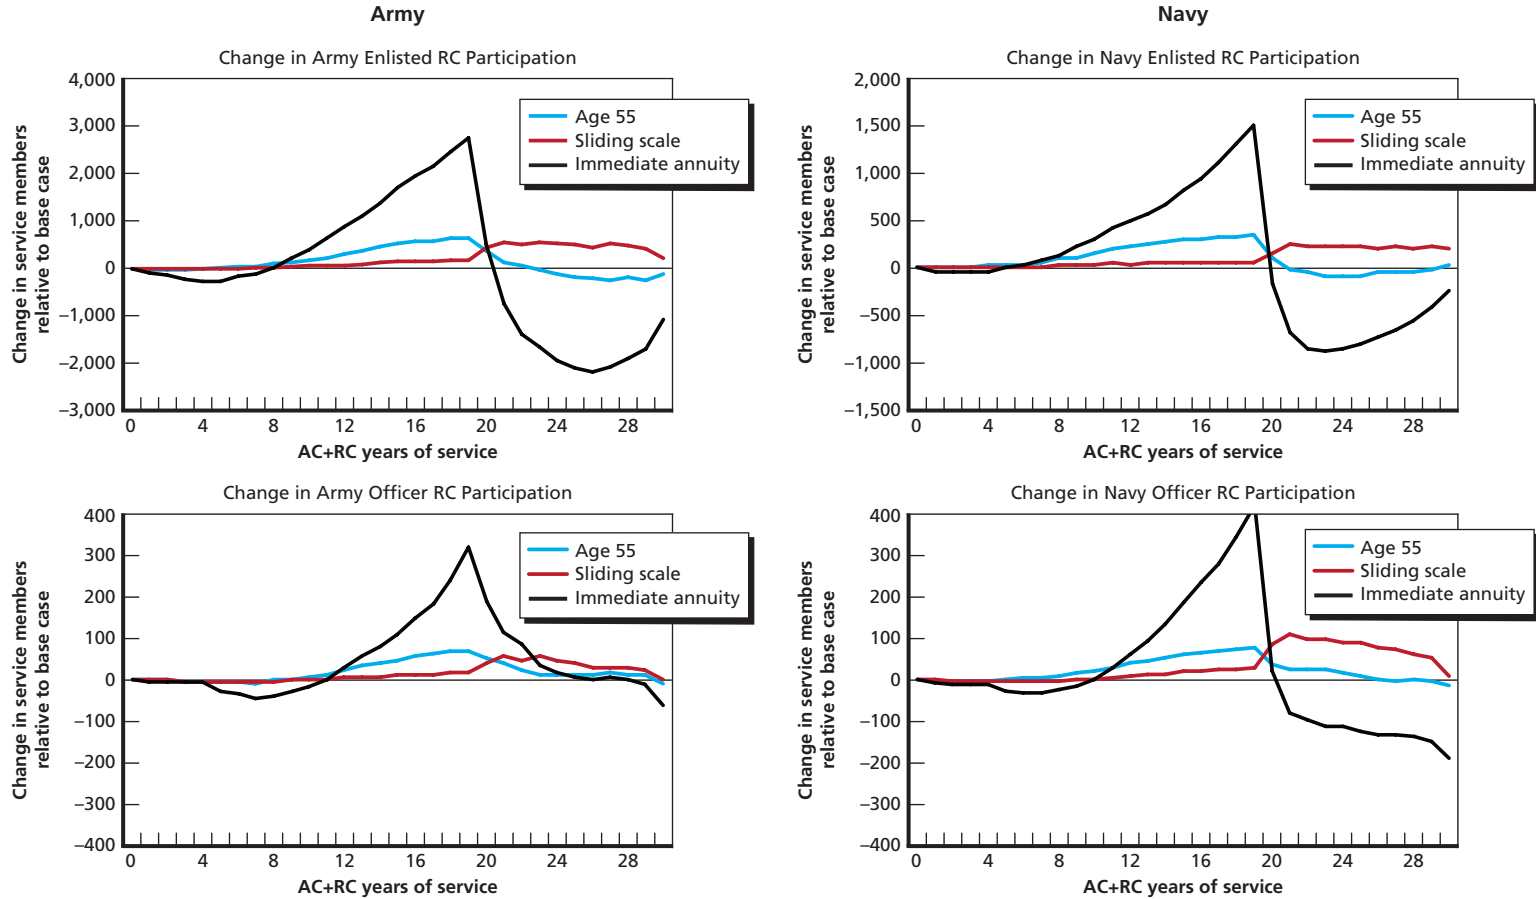 Army
Change in Army Enlisted RC Participation
Change in service members
relative to base case
4,000
3,000
2,000
1,000
0
–1,000
–2,000
–3,000
Age 55
Sliding scale
Immediate annuity
0 4 8 12 16 20 24 28
AC+RC years of service
Navy
Change in Navy Enlisted RC Participation
Change in service members
relative to base case
2,000
1,500
1,000
500
0
–500
–1,000
–1,500
Age 55
Sliding scale
Immediate annuity
0 4 8 12 16 20 24 28
AC+RC years of service
Change in Army Officer RC Participation
Change in service members
relative to base case
400
300
200
100
0
–100
–200
–300
–400
Age 55
Sliding scale
Immediate annuity
0 4 8 12 16 20 24 28
AC+RC years of service
Change in Navy Officer RC Participation
Change in service members
relative to base case
400
300
200
100
0
–100
–200
–300
–400
Age 55
Sliding scale
Immediate annuity
0 4 8 12 16 20 24 28
AC+RC years of service